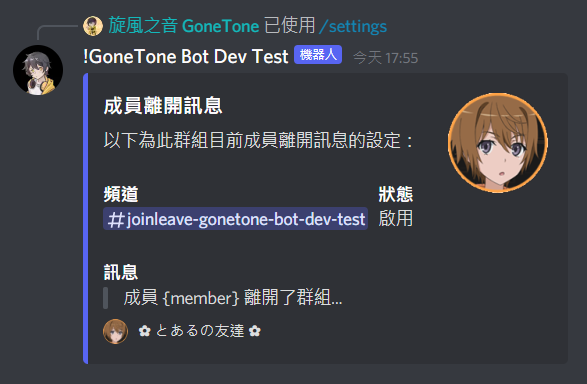 旋風之音 GoneTone 已使用 /settings
!GoneTone Bot Dev Test 機器人 今天 17:55
成員離開訊息
以下為此群組目前成員離開訊息的設定：
頻道 狀態
#joinleave-gonetone-bot-dev-test 啟用
訊息
成員 {member} 離開了群組...
✿ とあるの友達 ✿